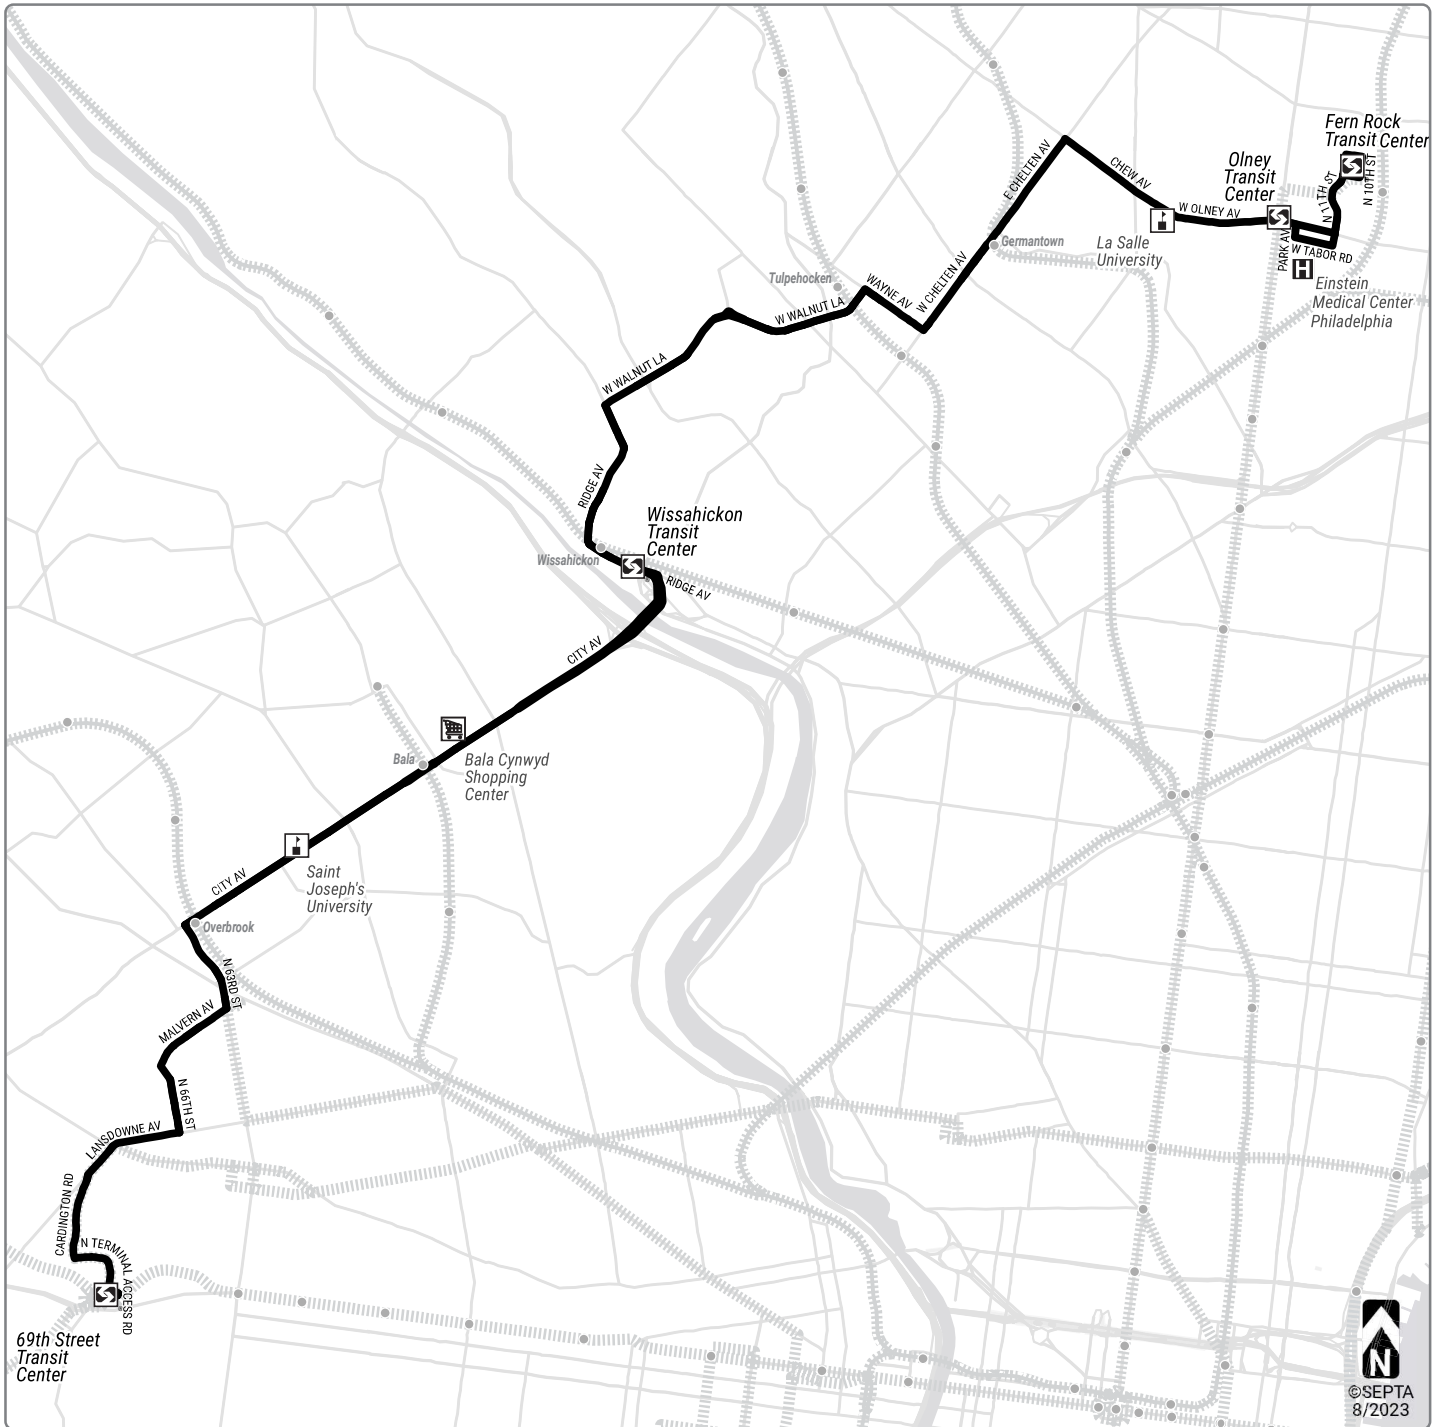 Fern Rock
Transit Center
N 10TH ST
N 11TH ST
Olney
Transit
Center
E CHELTEN AV
CHEW AV
W OLNEY AV
La Salle
University
PARK AV
W TABOR RD
H
Einstein
Medical Center
Philadelphia
Germantown
W CHELTEN AV
Tulpehocken
WAYNE AV
W WALNUT LA
W WALNUT LA
RIDGE AV
Wissahickon
Transit
Center
Wissahickon
RIDGE AV
CITY AV
Bala
Bala Cynwyd
Shopping
Center
Saint
Joseph's
University
CITY AV
Overbrook
N 63RD ST
MALVERN AV
N 66TH ST
LANSDOWNE AV
CARDINGTON RD
N TERMINAL ACCESS RD
69th Street
Transit
Center
N
©SEPTA
8/2023